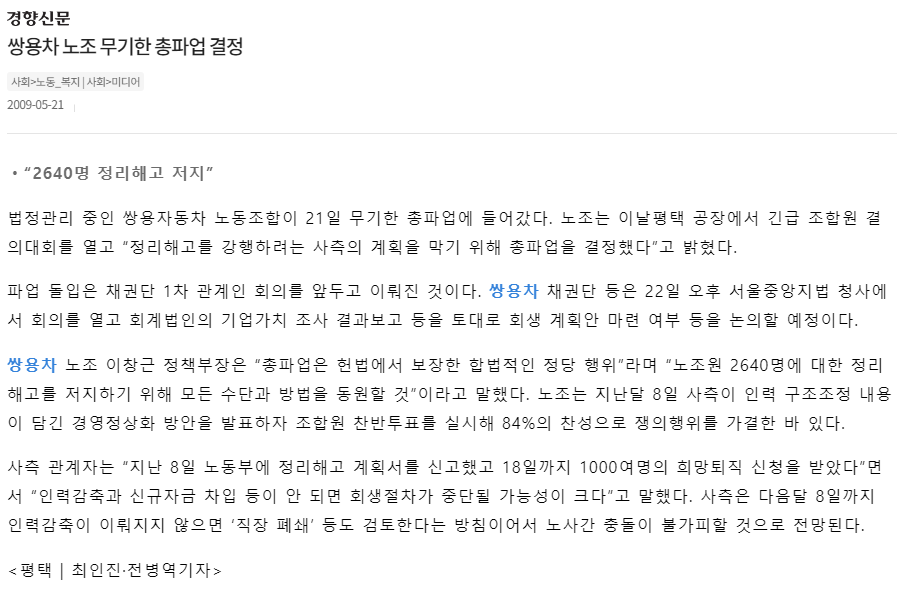 경향신문
쌍용차 노조 무기한 총파업 결정
사회>노동_복지 | 사회>미디어
2009-05-21
• “2640명 정리해고 저지”
법정관리 중인 쌍용자동차 노동조합이 21일 무기한 총파업에 들어갔다. 노조는 이날평택 공장에서 긴급 조합원 결
의대회를 열고 “정리해고를 강행하려는 사측의 계획을 막기 위해 총파업을 결정했다”고 밝혔다.
파업 돌입은 채권단 1차 관계인 회의를 앞두고 이뤄진 것이다. 쌍용차 채권단 등은 22일 오후 서울중앙지법 청사에
서 회의를 열고 회계법인의 기업가치 조사 결과보고 등을 토대로 회생 계획안 마련 여부 등을 논의할 예정이다.
쌍용차 노조 이창근 정책부장은 “총파업은 헌법에서 보장한 합법적인 정당 행위”라며 “노조원 2640명에 대한 정리
해고를 저지하기 위해 모든 수단과 방법을 동원할 것”이라고 말했다. 노조는 지난달 8일 사측이 인력 구조조정 내용
이 담긴 경영정상화 방안을 발표하자 조합원 찬반투표를 실시해 84%의 찬성으로 쟁의행위를 가결한 바 있다.
사측 관계자는 “지난 8일 노동부에 정리해고 계획서를 신고했고 18일까지 1000여명의 희망퇴직 신청을 받았다”면
서 “인력감축과 신규자금 차입 등이 안 되면 회생절차가 중단될 가능성이 크다”고 말했다. 사측은 다음달 8일까지
인력감축이 이뤄지지 않으면 ‘직장 폐쇄’ 등도 검토한다는 방침이어서 노사간 충돌이 불가피할 것으로 전망된다.
<평택 | 최인진·전병역기자>